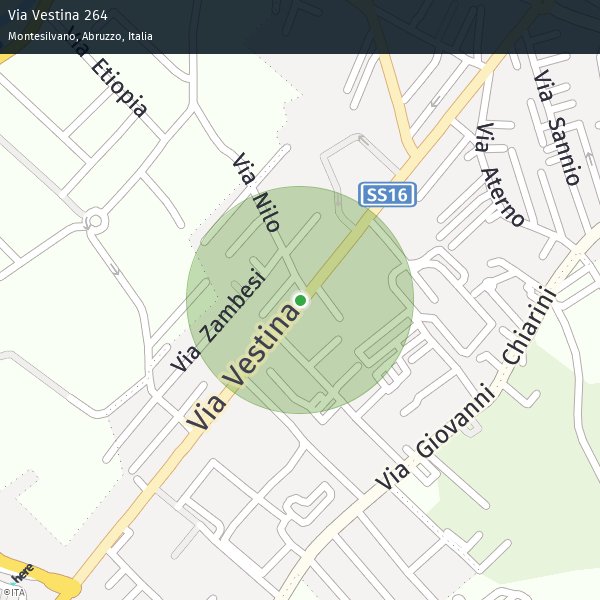 Via Vestina 264
Montesilvano, Abruzzo, Italia
Via Etiopia
Via Sannio
Via Aterno
Via Nilo
SS16
Via Zambesi
Via Vestina
Via Giovanni Chiarini
here
©ITA